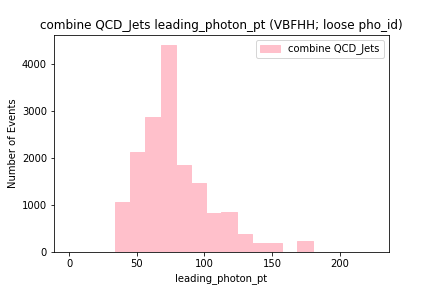 combine QCD_Jets leading_photon_pt (VBFHH; loose pho_id)
combine QCD_Jets
Number of Events
4000
3000
2000
1000
0
0 50 100 150 200
leading_photon_pt